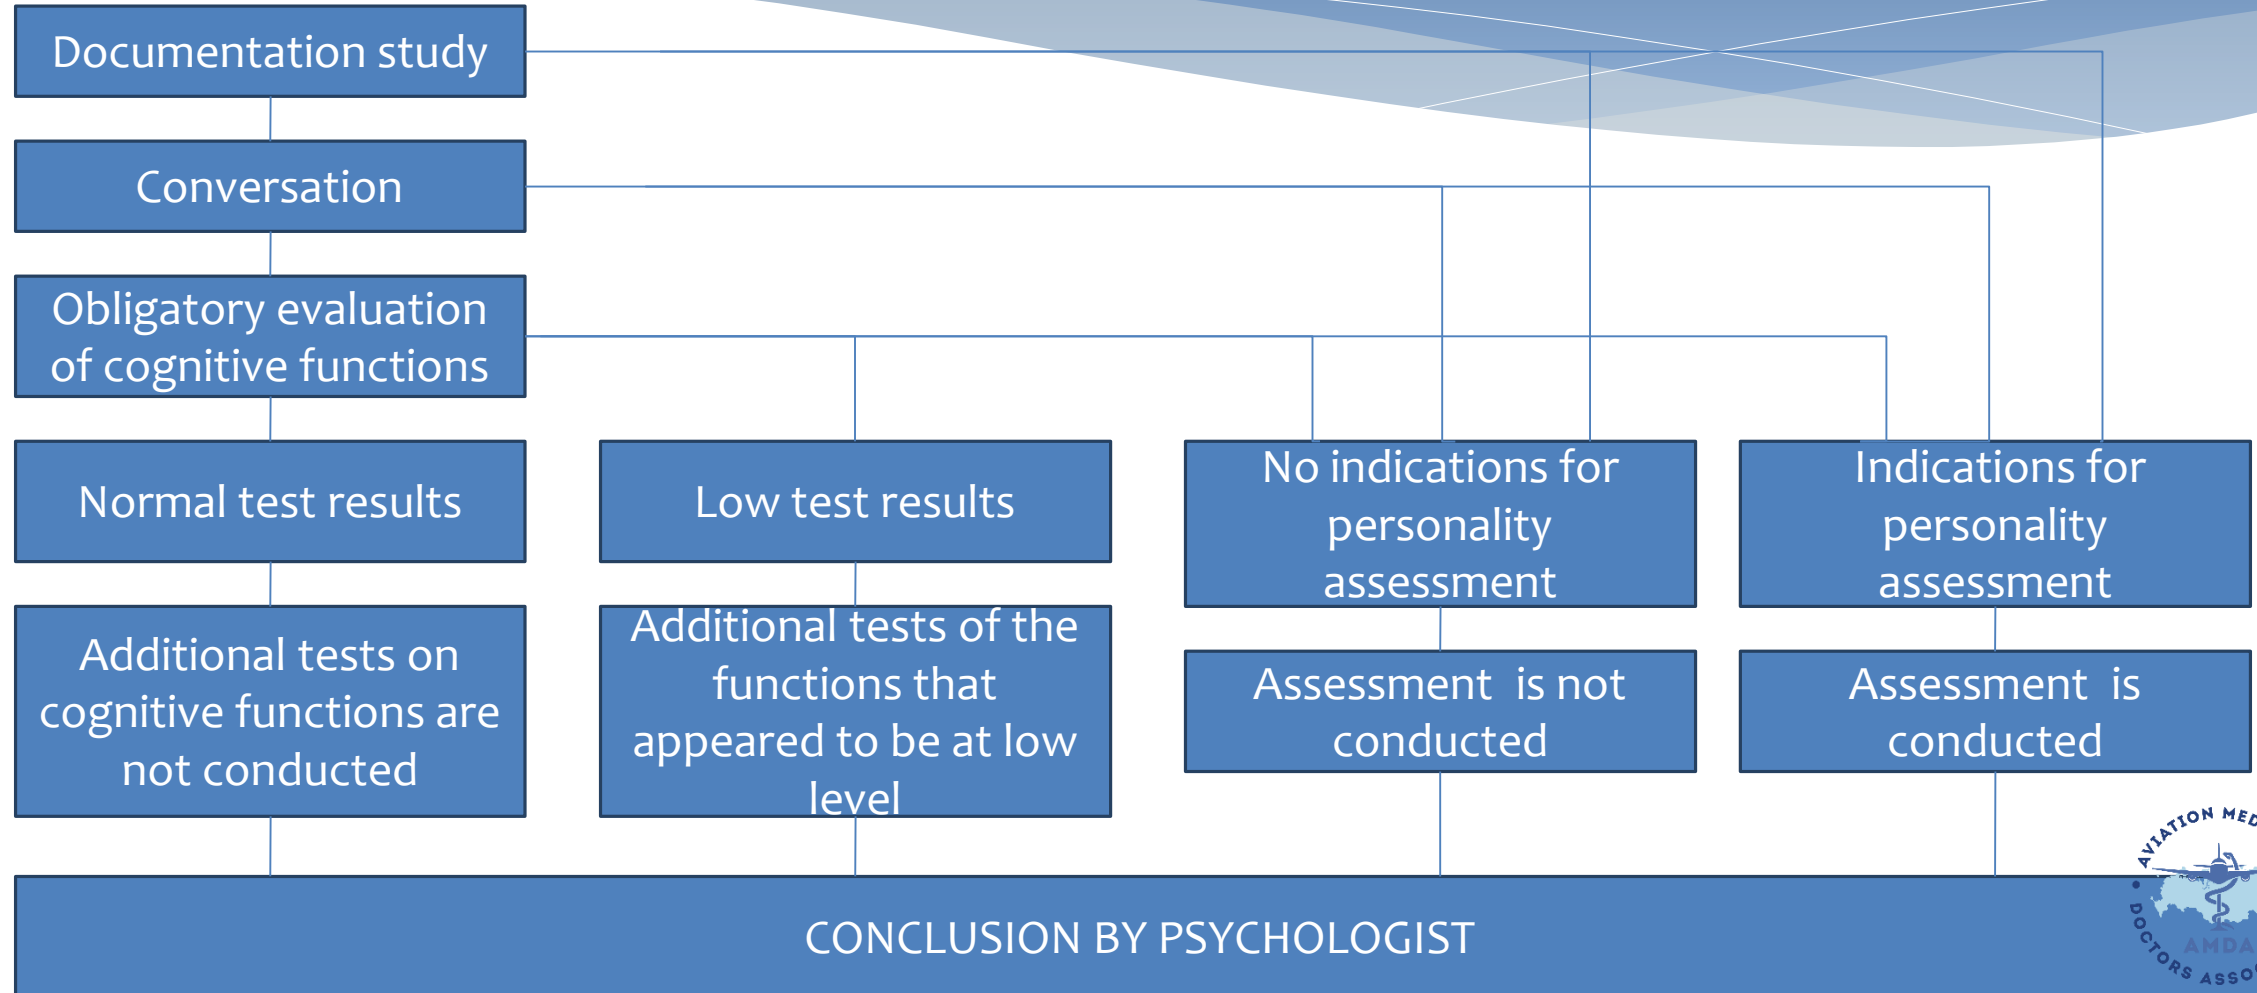 Documentation study
Conversation
Obligatory evaluation
of cognitive functions
Normal test results
Low test results
No indications for
personality
assessment
Indications for
personality
assessment
Additional tests on
cognitive functions are
not conducted
Additional tests of the
functions that
appeared to be at low
level
Assessment is not
conducted
Assessment is
conducted
CONCLUSION BY PSYCHOLOGIST
AVIATION
DOCTORS
AMDA